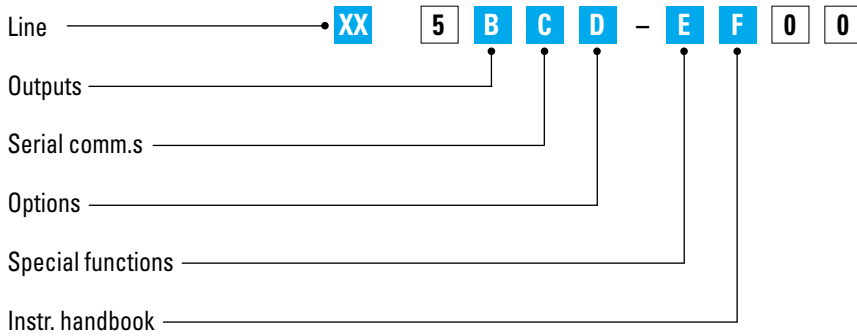 Line XX 5 B C D – E F 0 0
Outputs
Serial comm.s
Options
Special functions
Instr. handbook